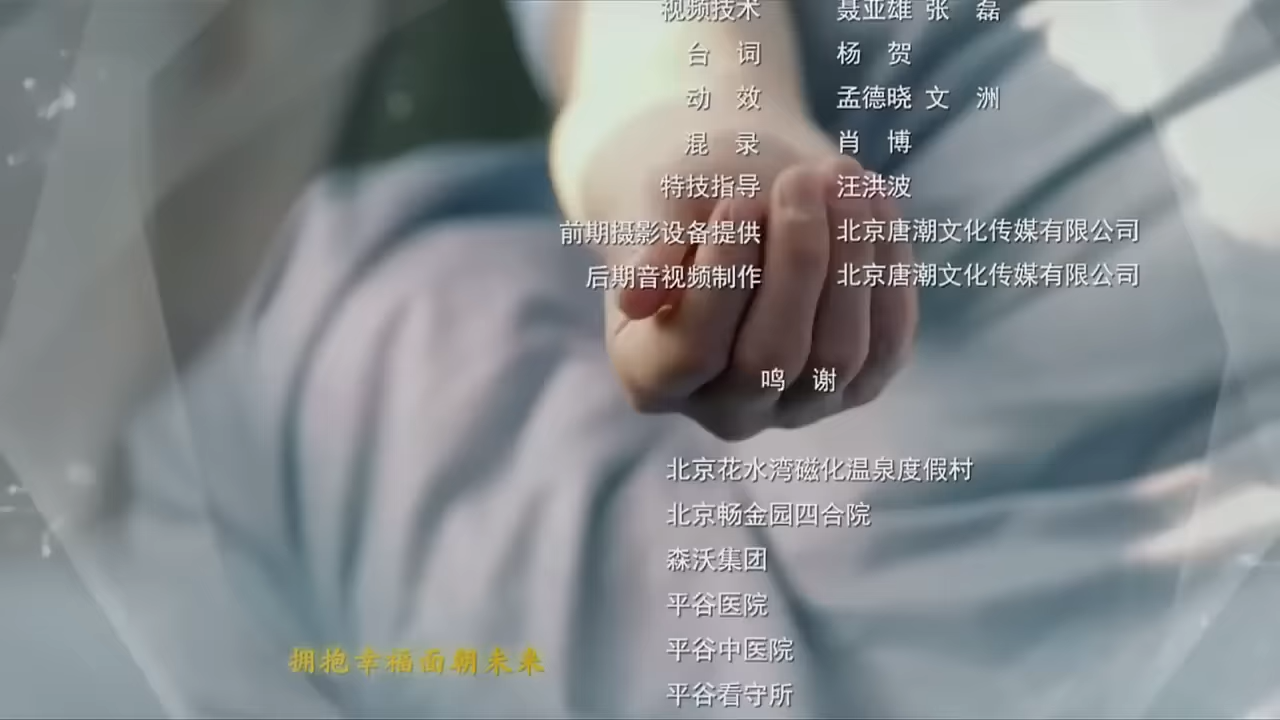 视频技术 聂亚雄 张 磊
台 词 杨 贺
动 效 孟德晓 文 洲
混 录 肖 博
特技指导 汪洪波
前期摄影设备提供 北京唐潮文化传媒有限公司
后期音视频制作 北京唐潮文化传媒有限公司
鸣 谢
北京花水湾磁化温泉度假村
北京畅金园四合院
森沃集团
平谷医院
平谷中医院
拥抱幸福面朝未来
平谷看守所